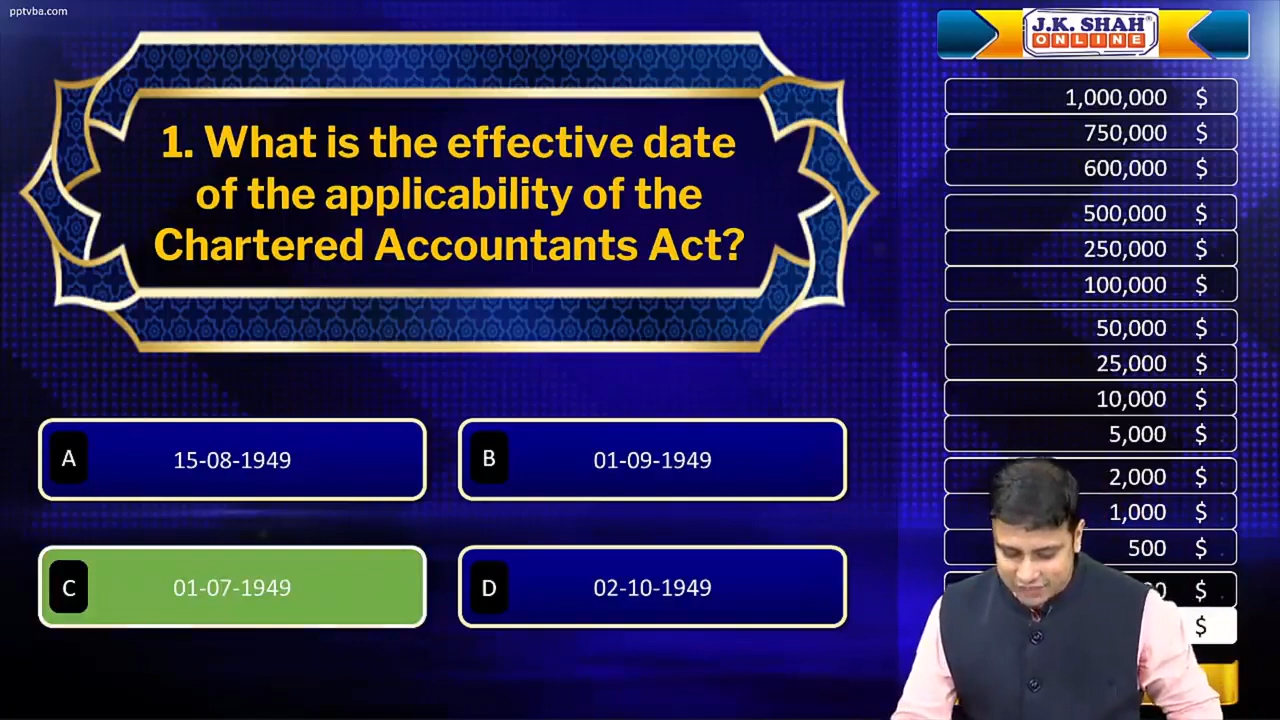 pptvba.com
J.K. SHAH
ONLINE
1. What is the effective date
of the applicability of the
Chartered Accountants Act?
A 15-08-1949
B 01-09-1949
C 01-07-1949
D 02-10-1949
1,000,000 $
750,000 $
600,000 $
500,000 $
250,000 $
100,000 $
50,000 $
25,000 $
10,000 $
5,000 $
2,000 $
1,000 $
500 $
$
$